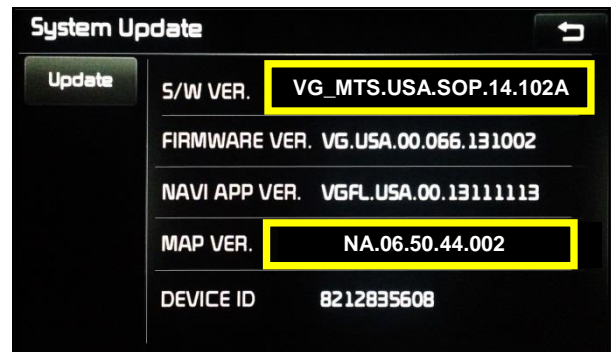 System Update
Update
S/W VER. VG_MTS.USA.SOP.14.102A
FIRMWARE VER. VG.USA.00.066.131002
NAVI APP VER. VGFL.USA.00.13111113
MAP VER. NA.06.50.44.002
DEVICE ID 8212835608